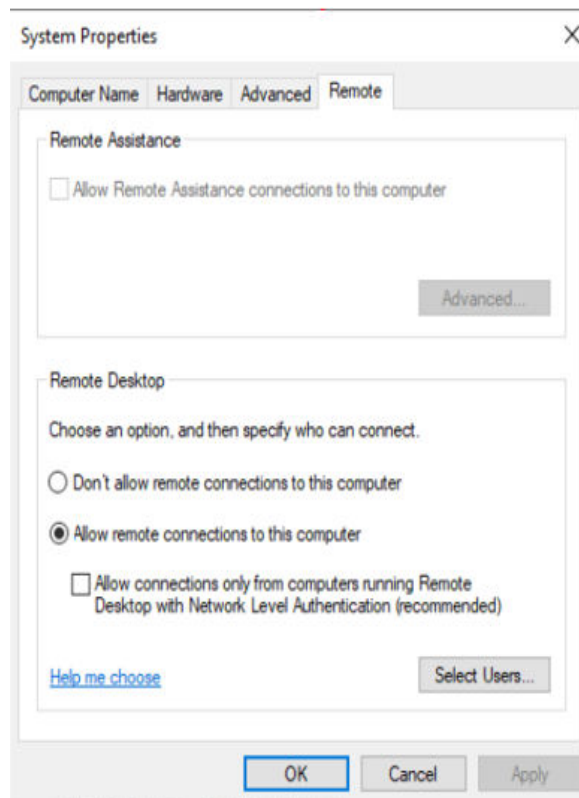 System Properties
Computer Name Hardware Advanced Remote
Remote Assistance
Allow Remote Assistance connections to this computer
Advanced...
Remote Desktop
Choose an option, and then specify who can connect.
Don't allow remote connections to this computer
Allow remote connections to this computer
Allow connections only from computers running Remote
Desktop with Network Level Authentication (recommended)
Help me choose
Select Users...
OK Cancel Apply